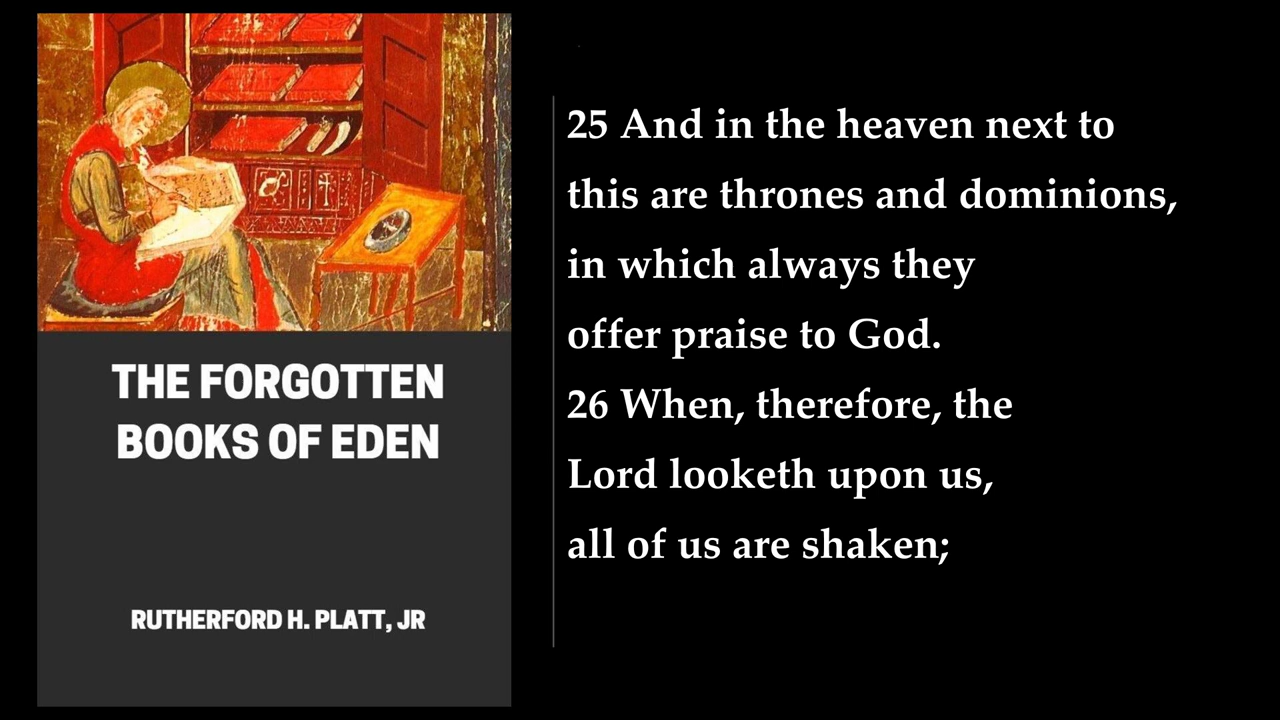 THE FORGOTTEN
BOOKS OF EDEN
RUTHERFORD H. PLATT, JR
25 And in the heaven next to
this are thrones and dominions,
in which always they
offer praise to God.
26 When, therefore, the
Lord looketh upon us,
all of us are shaken;